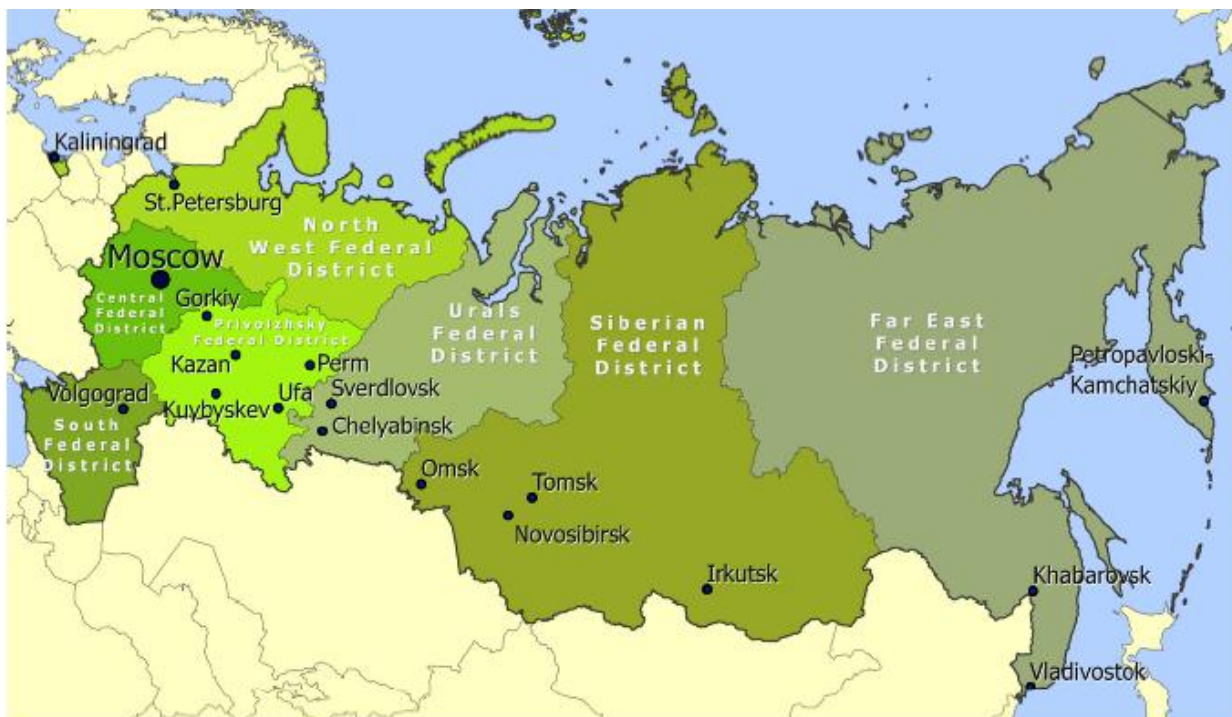 Kaliningrad
St.Petersburg
North
West Federal
District
Moscow
Central
Federal
District
Gorkiy
Privolzhsky
Federal District
Kazan
Perm
Kuybyskev
Ufa
Sverdlovsk
Chelyabinsk
Volgograd
South
Federal
District
Urals
Federal
District
Siberian
Federal
District
Omsk
Tomsk
Novosibirsk
Irkutsk
Far East
Federal
District
Petropavloski-
Kamchatskiy
Khabarovsk
Vladivostok